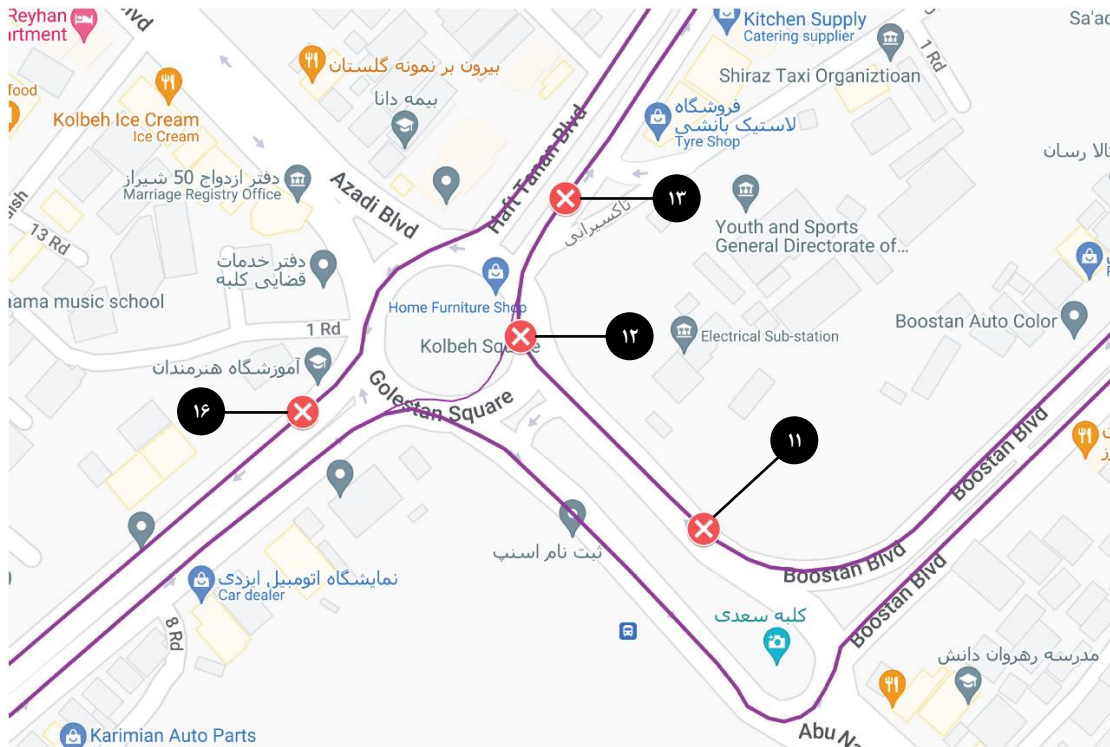 Reyhan
artment
lvd
food
Kolbeh Ice Cream
Ice Cream
بیرون بر نمونه گلستان
بیمه دانا
Kitchen Supply
Catering supplier
Shiraz Taxi Organiztioan
1 Rd
فروشگاه
لاستیک بانشی
Tyre Shop
کالا رسان
دفتر ازدواج 50 شیراز
Marriage Registry Office
Azadi Blvd
Haft Tanan Blvd
۱۳
تاکسیرانی
Youth and Sports
General Directorate of...
13 Rd
دفتر خدمات
قضایی کلبه
ama music school
Home Furniture Shop
1 Rd
Kolbeh Square
۱۲
Electrical Sub-station
Boostan Auto Color
آموزشگاه هنرمندان
Golestan Square
۱۶
۱۱
Boostan Blvd
ثبت نام اسنپ
Boostan Blvd
Boostan Blvd
نمایشگاه اتومبیل ایزدی
Car dealer
8 Rd
کلبه سعدی
مدرسه رهروان دانش
Karimian Auto Parts
Abu Na